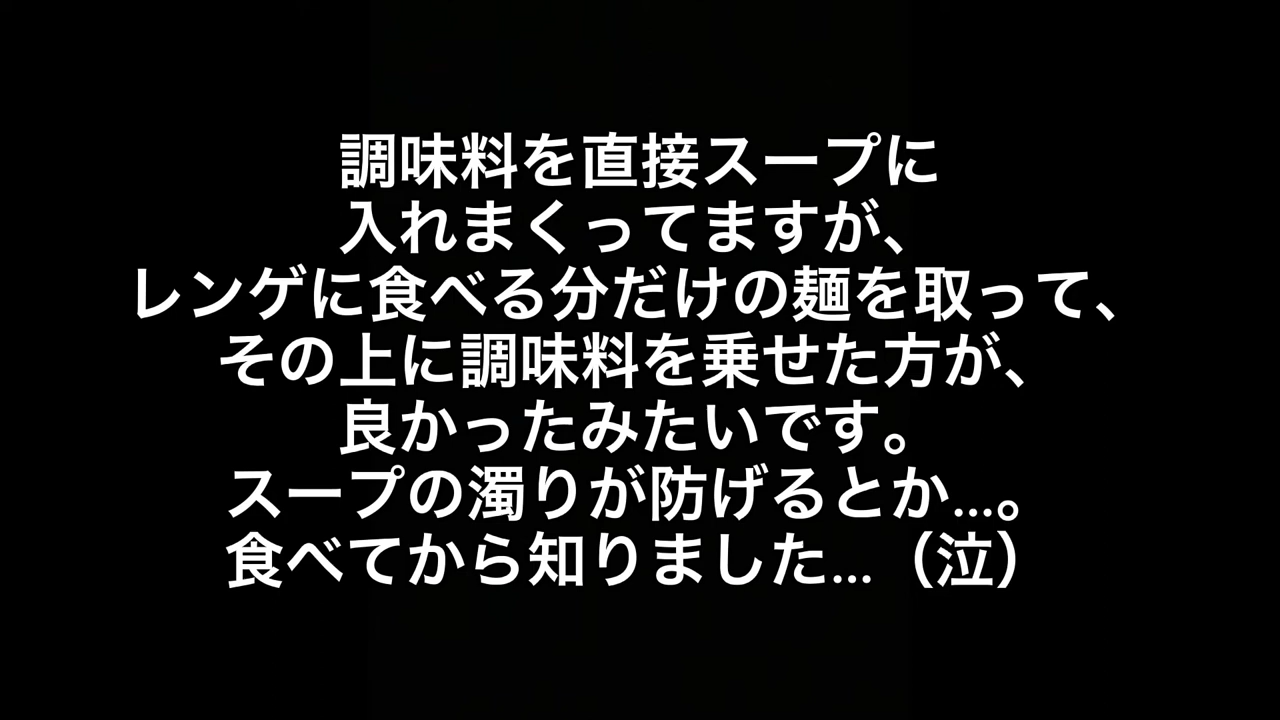 調味料を直接スープに
入れまくってますが、
レンゲに食べる分だけの麺を取って、
その上に調味料を乗せた方が、
良かったみたいです。
スープの濁りが防げるとか...。
食べてから知りました...（泣）